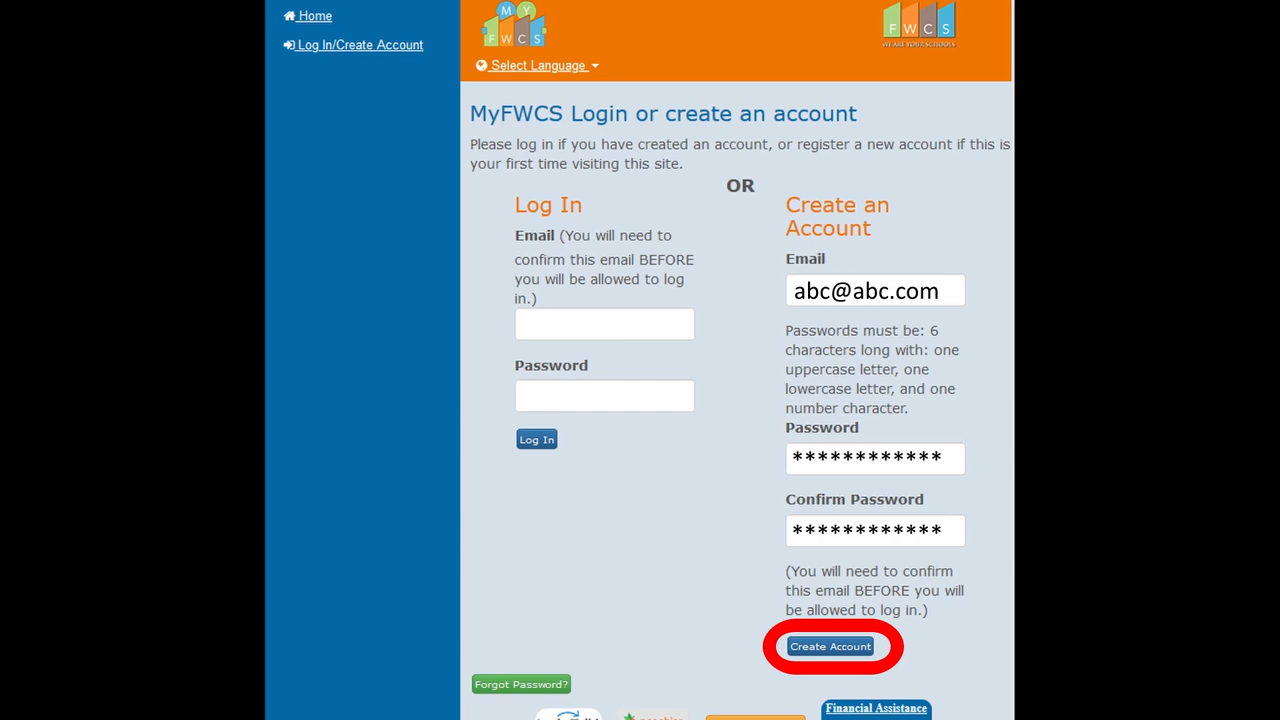 Home
Log In/Create Account
MY
FWCS
FWCS
WE ARE YOUR SCHOOLS
Select Language
MyFWCS Login or create an account
Please log in if you have created an account, or register a new account if this is
your first time visiting this site.
OR
Log In
Email (You will need to
confirm this email BEFORE
you will be allowed to log
in.)
Password
Log In
Create an
Account
Email
abc@abc.com
Passwords must be: 6
characters long with: one
uppercase letter, one
lowercase letter, and one
number character.
Password
************
Confirm Password
************
(You will need to confirm
this email BEFORE you will
be allowed to log in.)
Create Account
Forgot Password?
Financial Assistance